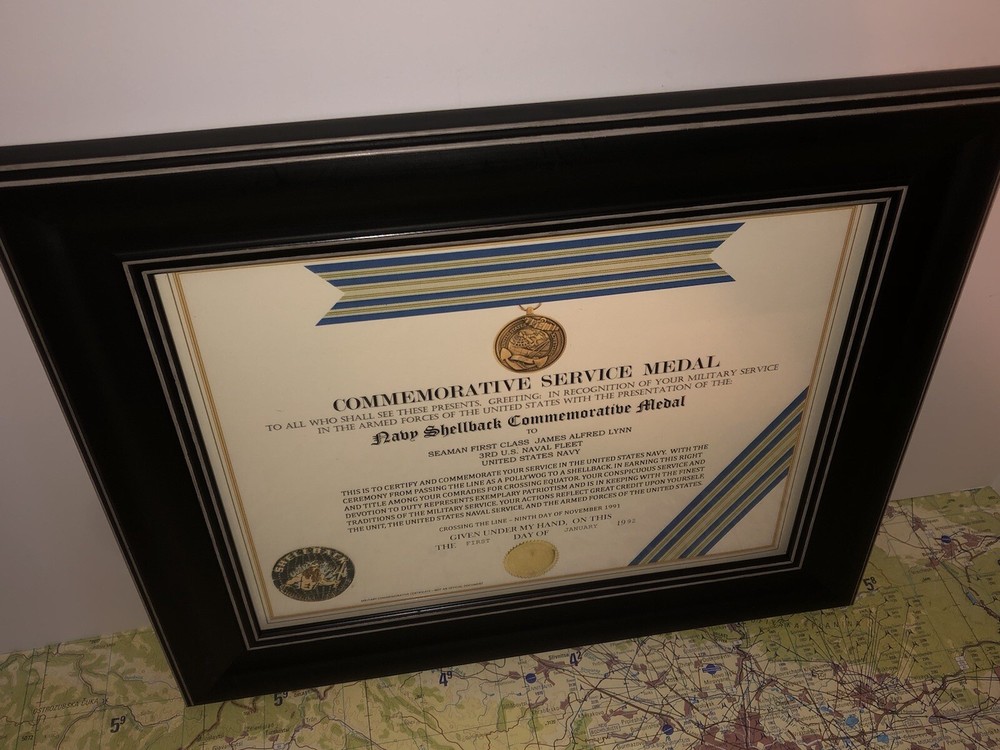 COMMEMORATIVE SERVICE MEDAL
TO ALL WHO SHALL SEE THESE PRESENTS, GREETING: IN RECOGNITION OF YOUR MILITARY SERVICE
IN THE ARMED FORCES OF THE UNITED STATES WITH THE PRESENTATION OF THE:
Navy Shellback Commemorative Medal
TO
SEAMAN FIRST CLASS JAMES ALFRED LYNN
3RD U.S. NAVAL FLEET
UNITED STATES NAVY
THIS IS TO CERTIFY AND COMMEMORATE YOUR SERVICE IN THE UNITED STATES NAVY. WITH THE
CEREMONY FROM PASSING THE LINE AS A POLLYWOG TO A SHELLBACK. IN EARNING THIS RIGHT
AND TITLE AMONG YOUR COMRADES FOR CROSSING EQUATOR. YOUR CONSPICUOUS SERVICE AND
DEVOTION TO DUTY REPRESENTS EXEMPLARY PATRIOTISM AND IS IN KEEPING WITH THE FINEST
TRADITIONS OF THE MILITARY SERVICE. YOUR ACTIONS REFLECT GREAT CREDIT UPON YOURSELF
THE UNIT, THE UNITED STATES NAVAL SERVICE, AND THE ARMED FORCES OF THE UNITED STATES.
CROSSING THE LINE - NINTH DAY OF NOVEMBER 1991
GIVEN UNDER MY HAND, ON THIS
THE FIRST DAY OF JANUARY 1992
SHELLBACK
5⁸
4²
4⁹
5⁹
5⁹